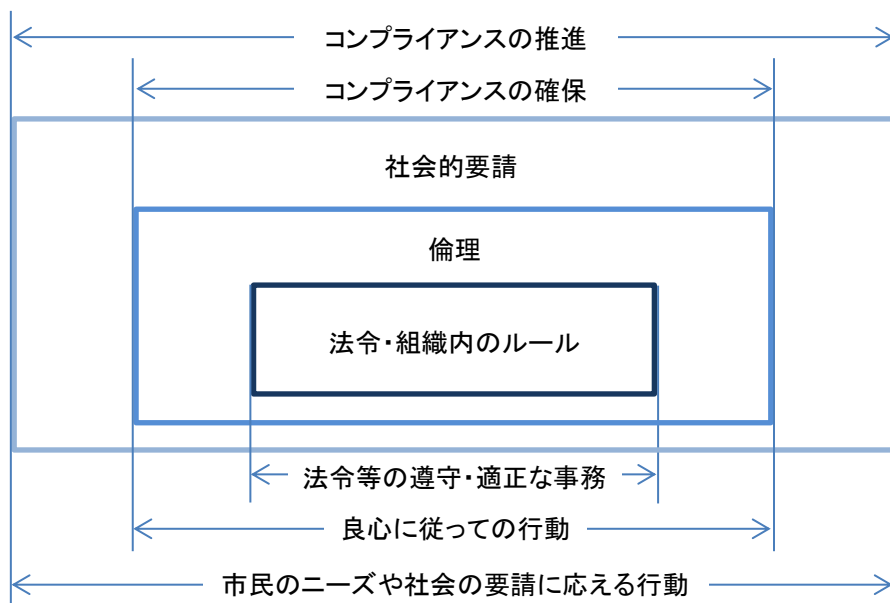 コンプライアンスの推進
コンプライアンスの確保
社会的要請
倫理
法令・組織内のルール
法令等の遵守・適正な事務
良心に従っての行動
市民のニーズや社会の要請に応える行動